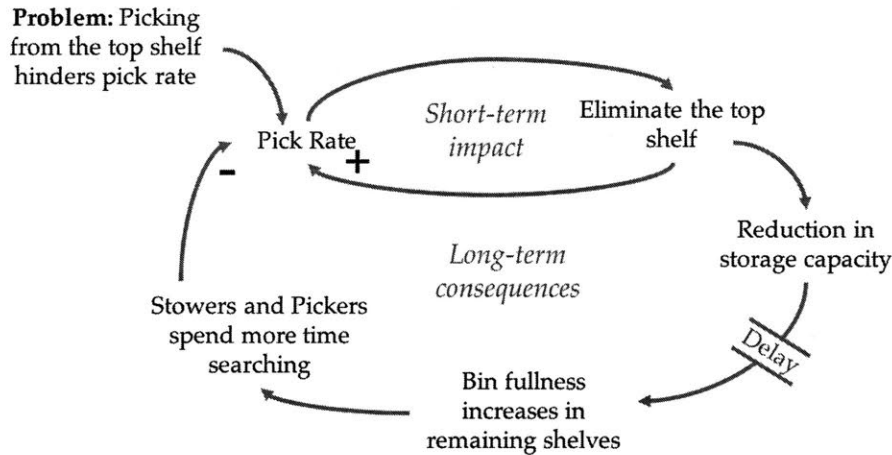 Problem: Picking
from the top shelf
hinders pick rate
Short-term
impact
Eliminate the top
shelf
Pick Rate
+
-
Reduction in
storage capacity
Long-term
consequences
Stowers and Pickers
spend more time
searching
Delay
Bin fullness
increases in
remaining shelves